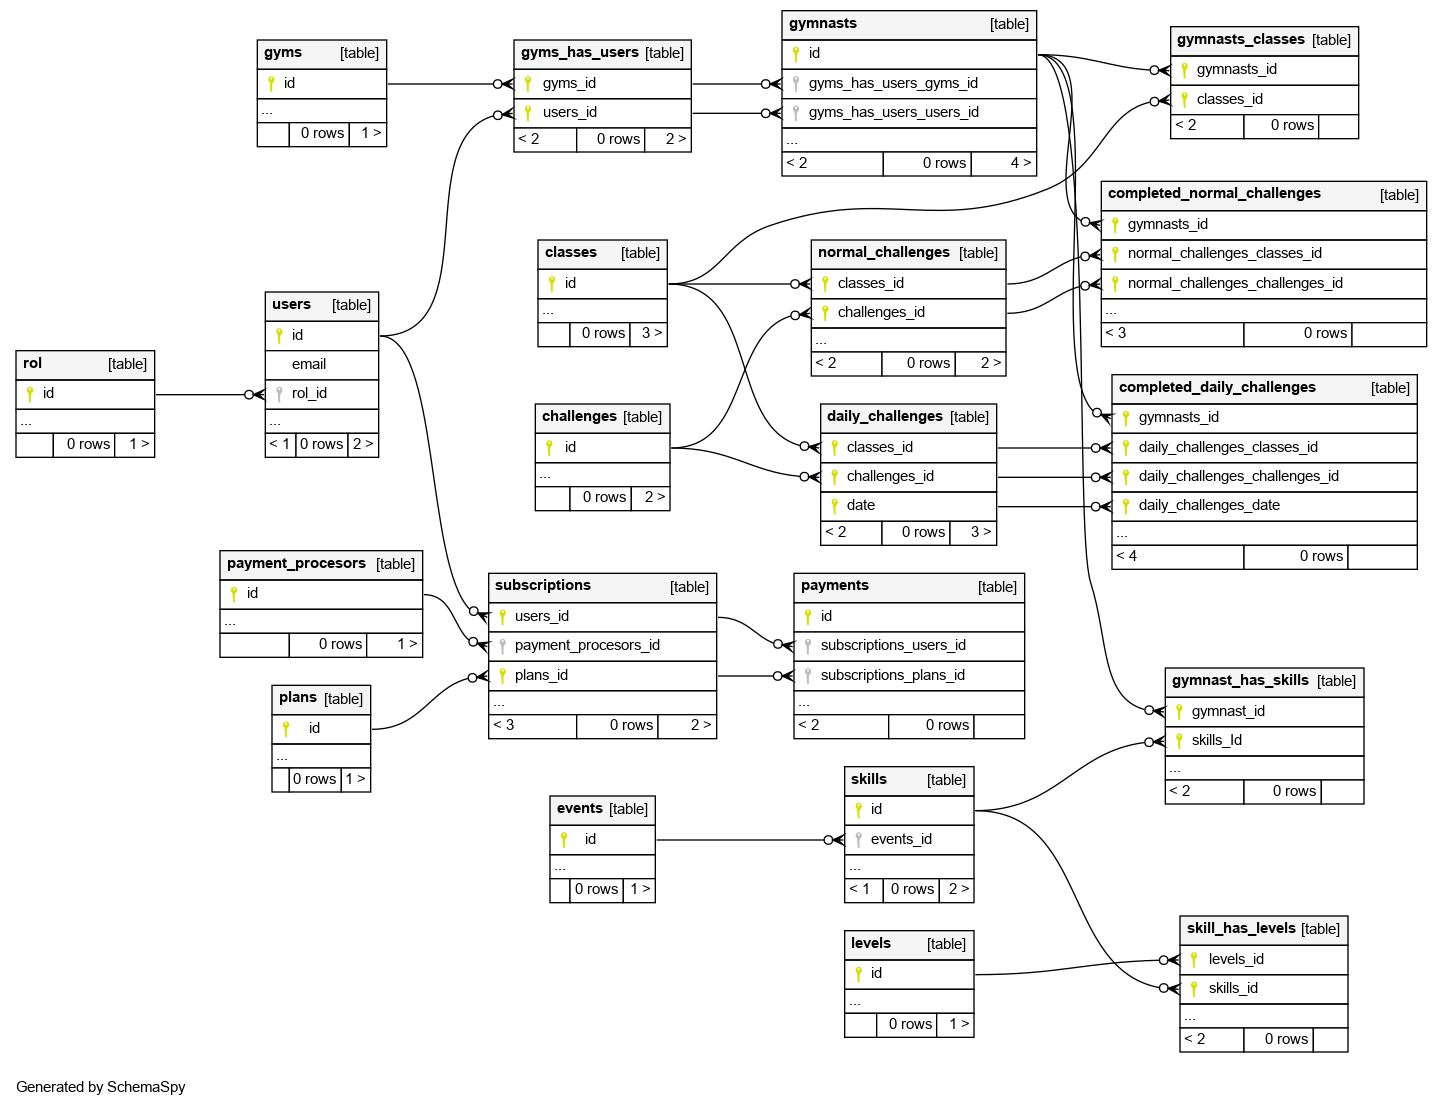 gyms [table]
id
...
0 rows 1 >
gyms_has_users [table]
gyms_id
users_id
< 2 0 rows 2 >
gymnasts [table]
id
gyms_has_users_gyms_id
gyms_has_users_users_id
...
< 2 0 rows 4 >
gymnasts_classes [table]
gymnasts_id
classes_id
< 2 0 rows
completed_normal_challenges [table]
gymnasts_id
normal_challenges_classes_id
normal_challenges_challenges_id
...
< 3 0 rows
classes [table]
id
...
0 rows 3 >
normal_challenges [table]
classes_id
challenges_id
...
< 2 0 rows 2 >
users [table]
id
email
rol_id
...
< 1 0 rows 2 >
rol [table]
id
...
0 rows 1 >
challenges [table]
id
...
0 rows 2 >
daily_challenges [table]
classes_id
challenges_id
date
< 2 0 rows 3 >
completed_daily_challenges [table]
gymnasts_id
daily_challenges_classes_id
daily_challenges_challenges_id
daily_challenges_date
...
< 4 0 rows
payment_procesors [table]
id
...
0 rows 1 >
subscriptions [table]
users_id
payment_procesors_id
plans_id
...
< 3 0 rows 2 >
payments [table]
id
subscriptions_users_id
subscriptions_plans_id
...
< 2 0 rows
plans [table]
id
...
0 rows 1 >
gymnast_has_skills [table]
gymnast_id
skills_Id
...
< 2 0 rows
events [table]
id
...
0 rows 1 >
skills [table]
id
events_id
...
< 1 0 rows 2 >
levels [table]
id
...
0 rows 1 >
skill_has_levels [table]
levels_id
skills_id
...
< 2 0 rows
Generated by SchemaSpy